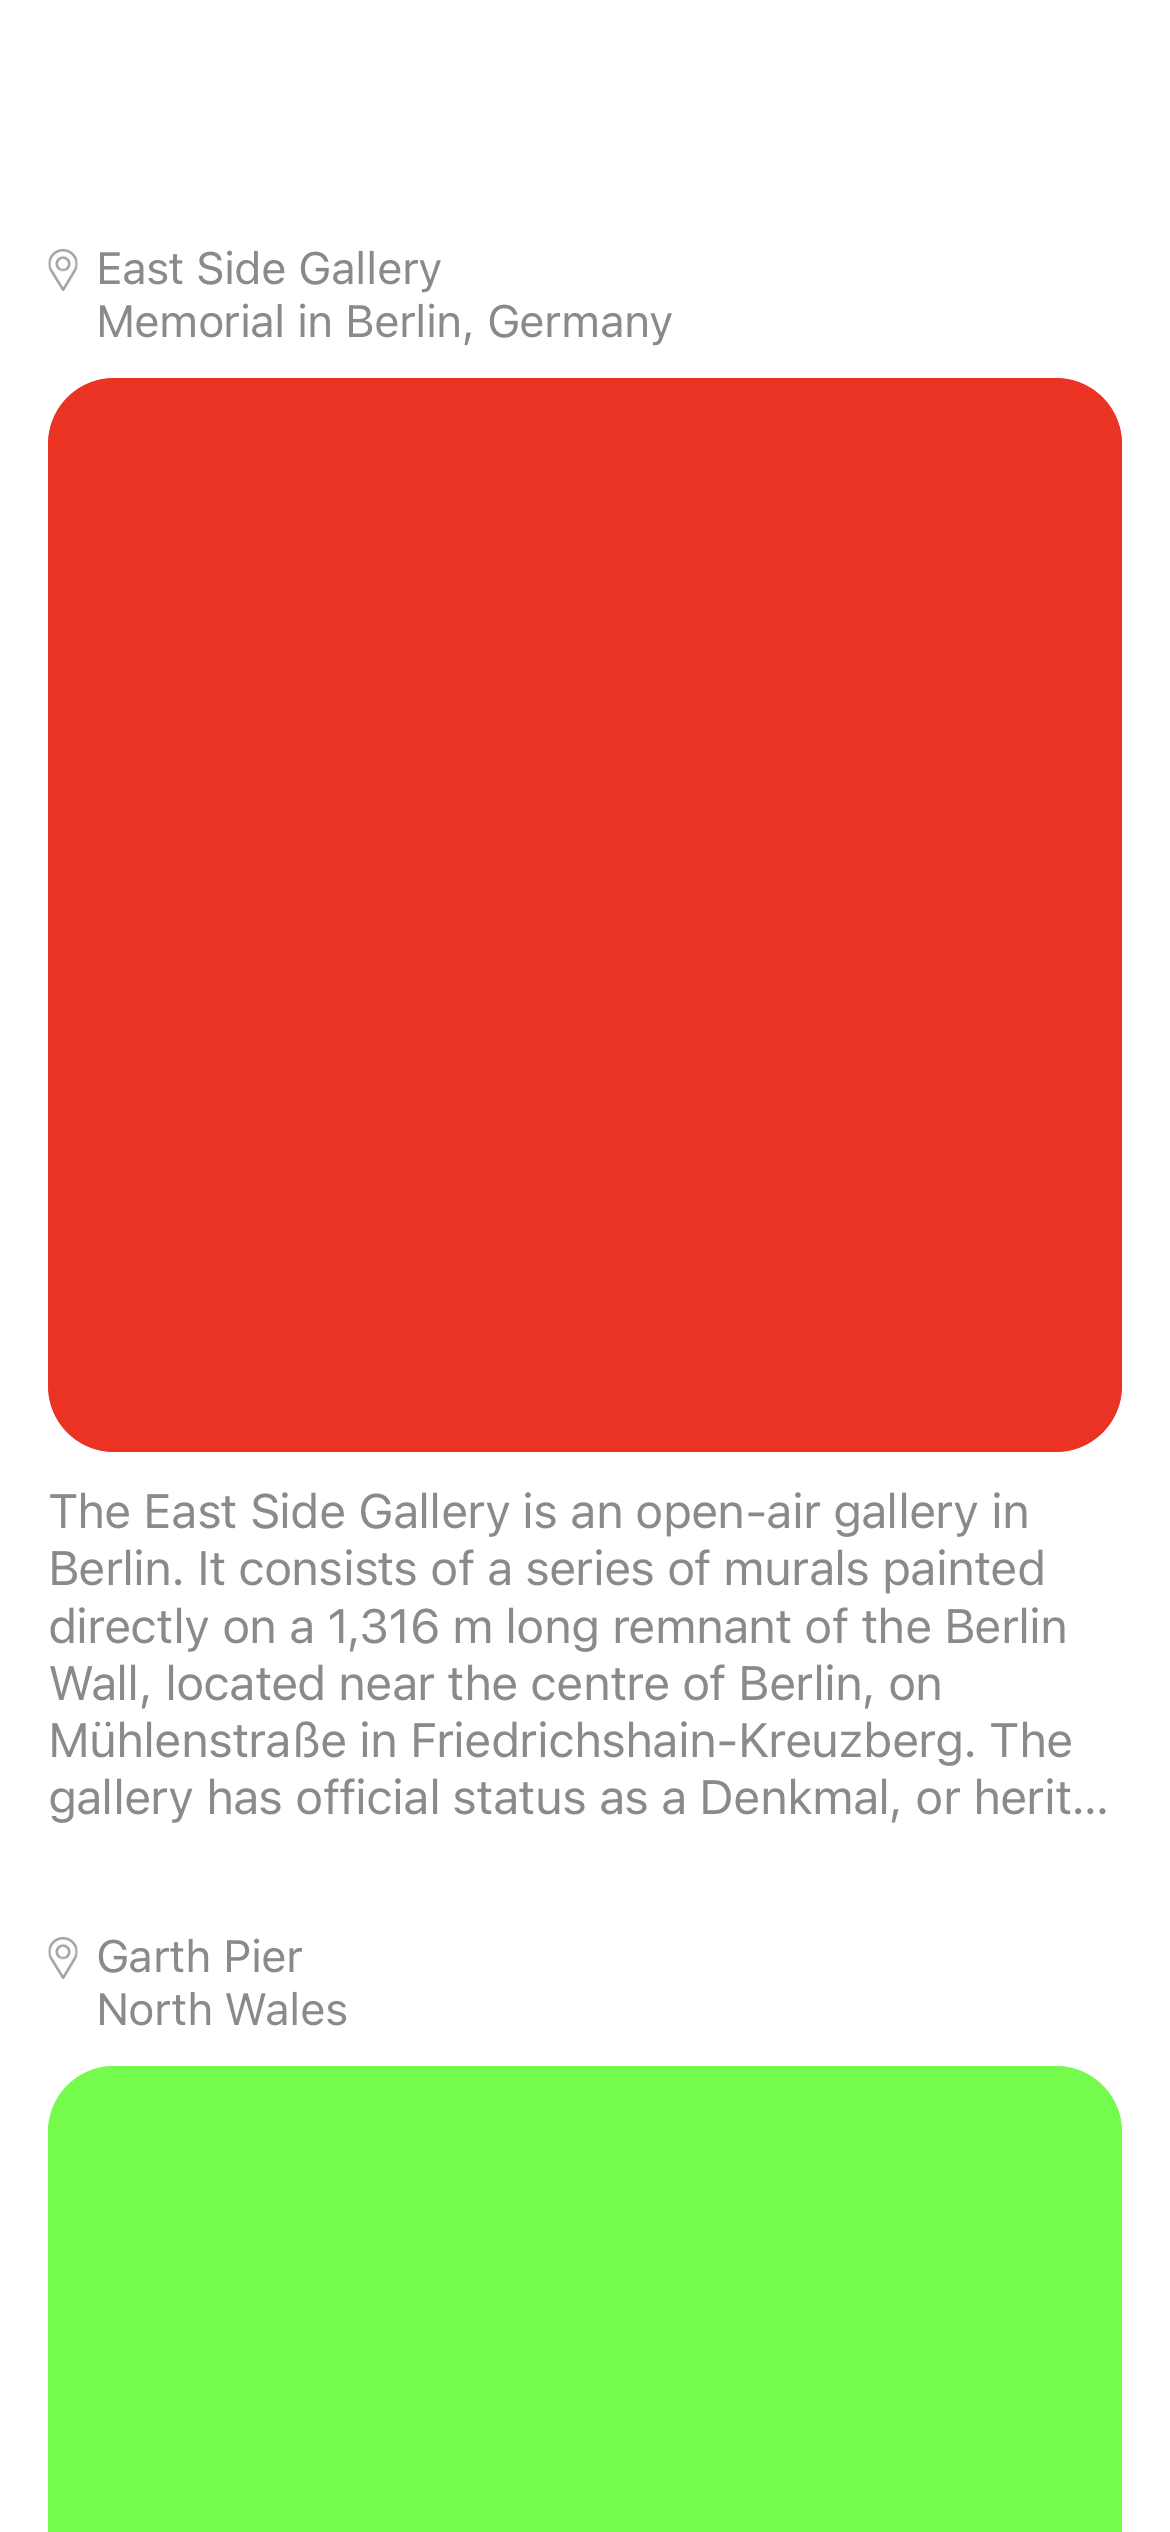 East Side Gallery
Memorial in Berlin, Germany
The East Side Gallery is an open-air gallery in
Berlin. It consists of a series of murals painted
directly on a 1,316 m long remnant of the Berlin
Wall, located near the centre of Berlin, on
Mühlenstraße in Friedrichshain-Kreuzberg. The
gallery has official status as a Denkmal, or herit...
Garth Pier
North Wales